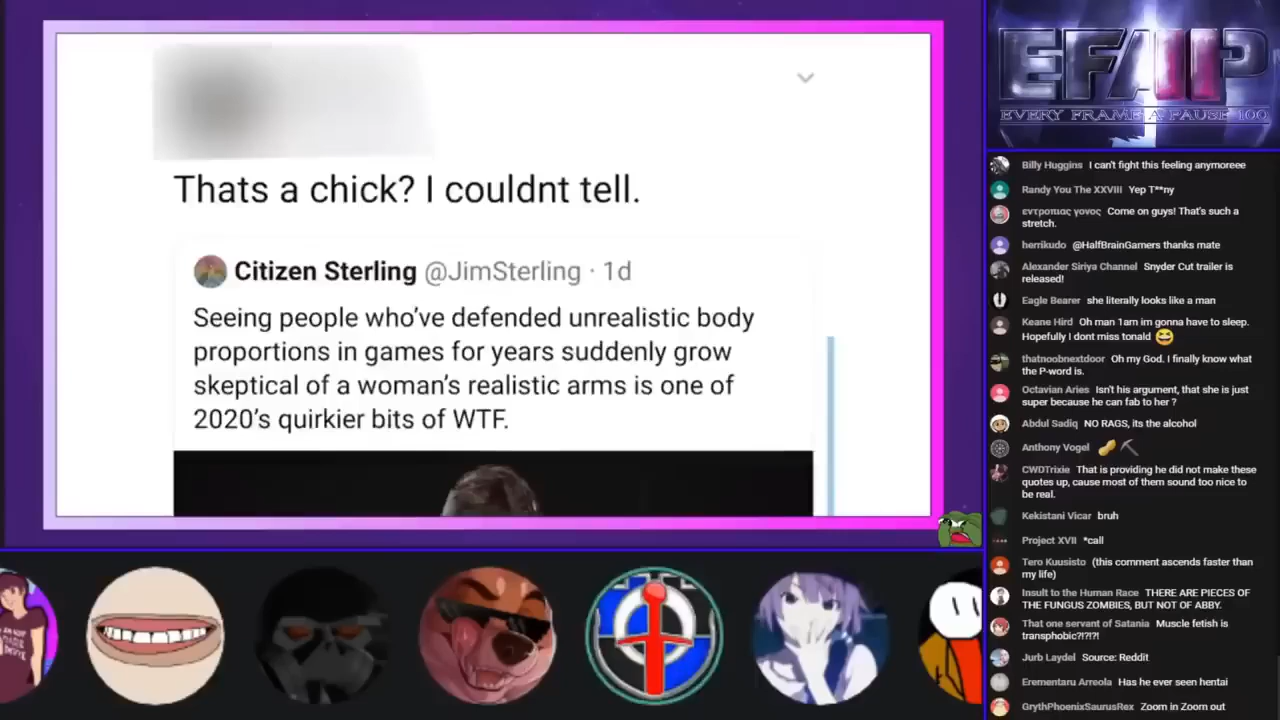 Thats a chick? I couldnt tell.
Citizen Sterling @JimSterling · 1d
Seeing people who've defended unrealistic body
proportions in games for years suddenly grow
skeptical of a woman's realistic arms is one of
2020's quirkier bits of WTF.
EFAP
EVERY FRAME A PAUSE 100
Billy Huggins I can't fight this feeling anymoreee
Randy You The XXVIII Yep T**ny
εντροπιας γονος Come on guys! That's such a
stretch.
herrikudo @HalfBrainGamers thanks mate
Alexander Siriya Channel Snyder Cut trailer is
released!
Eagle Bearer she literally looks like a man
Keane Hird Oh man 1am im gonna have to sleep.
Hopefully I dont miss tonald 😆
thatnoobnextdoor Oh my God. I finally know what
the P-word is.
Octavian Aries Isn't his argument, that she is just
super because he can fab to her ?
Abdul Sadiq NO RAGS, its the alcohol
Anthony Vogel 🥜⛏️
CWDTrixie That is providing he did not make these
quotes up, cause most of them sound too nice to
be real.
Kekistani Vicar bruh
Project XVII *call
Tero Kuusisto (this comment ascends faster than
my life)
Insult to the Human Race THERE ARE PIECES OF
THE FUNGUS ZOMBIES, BUT NOT OF ABBY.
That one servant of Satania Muscle fetish is
transphobic?!?!?!
Jurb Laydel Source: Reddit
Erementaru Arreola Has he ever seen hentai
GrythPhoenixSaurusRex Zoom in Zoom out